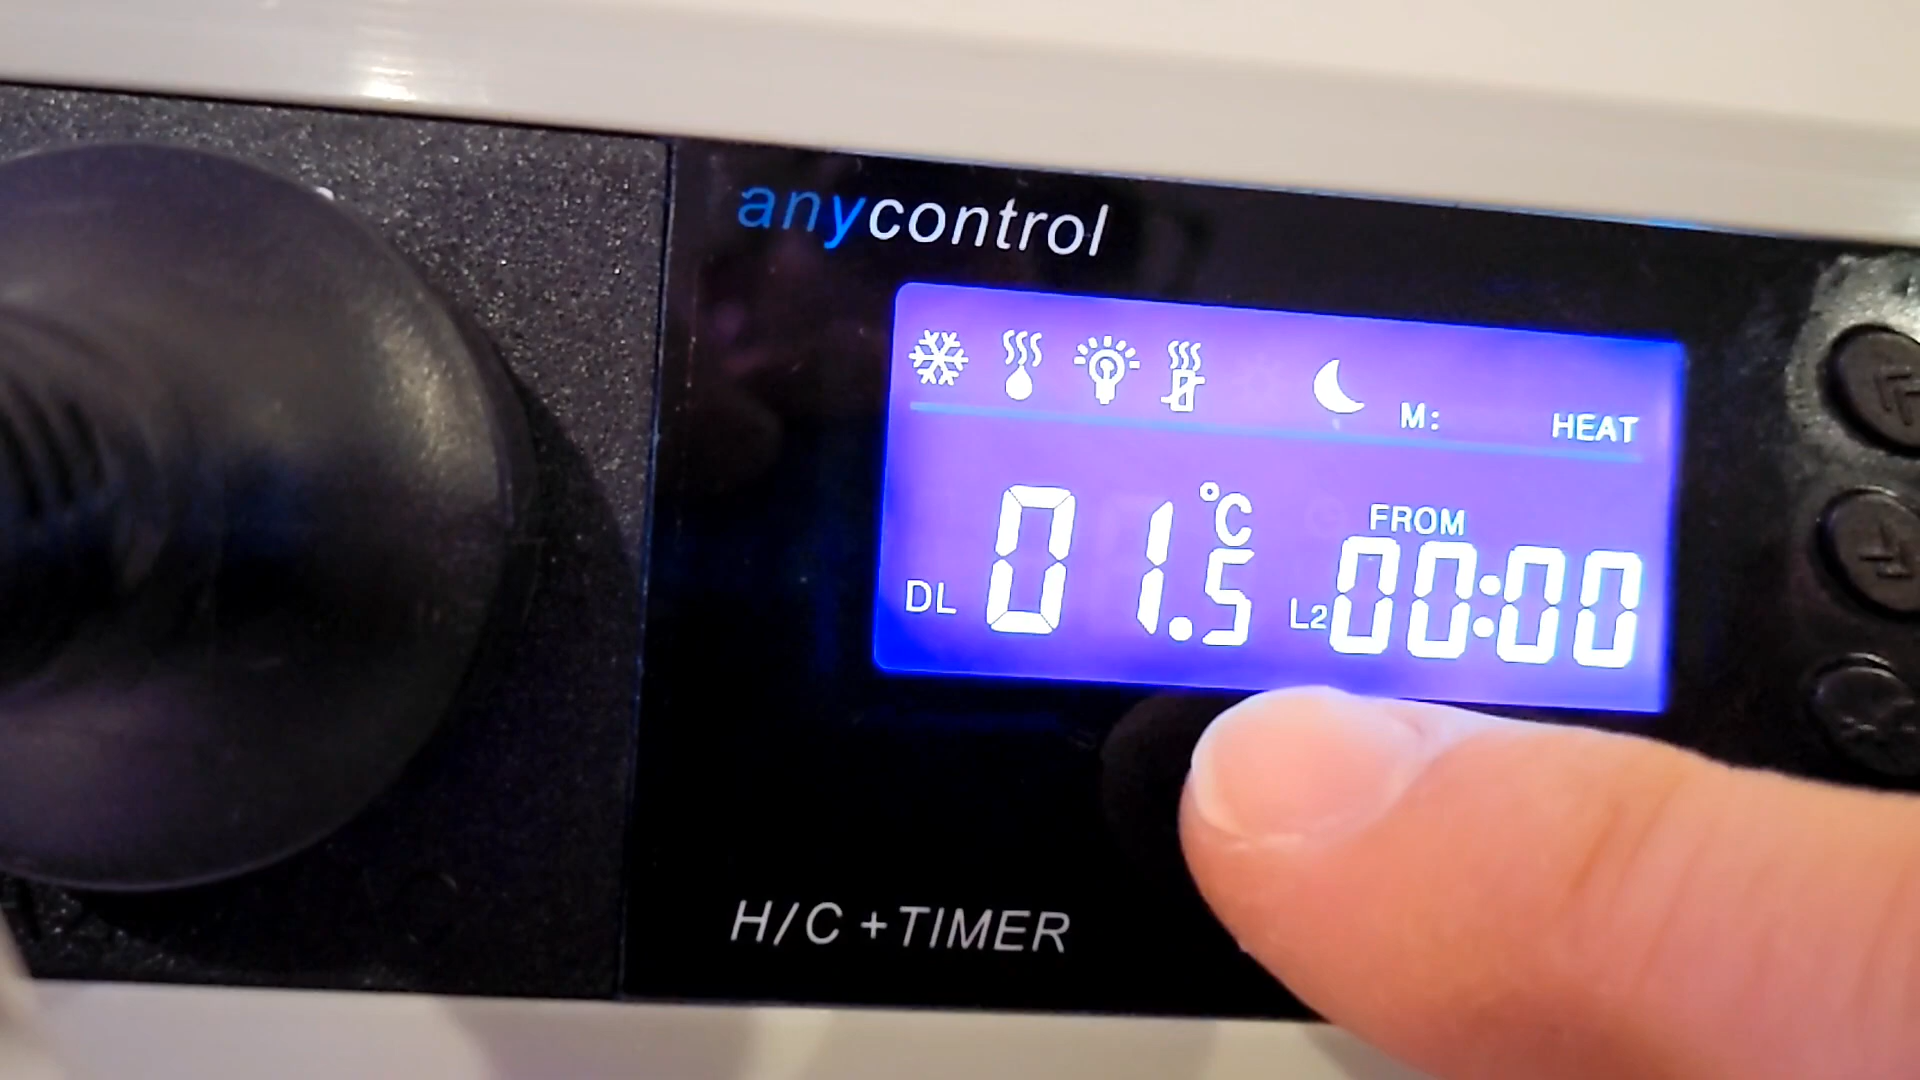 anycontrol
M: HEAT
°C FROM
DL 01.5 L2 00:00
H/C +TIMER